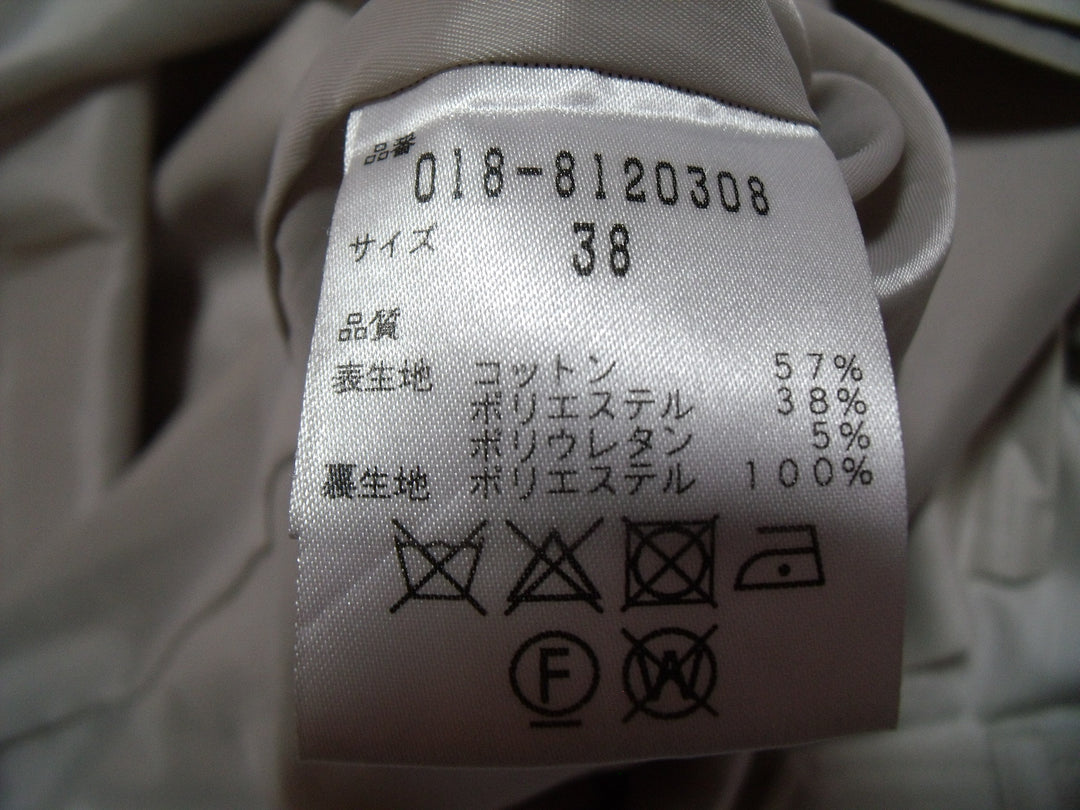 品番
018-8120308
サイズ 38
品質
表生地 コットン 57%
ポリエステル 38%
ポリウレタン 5%
裏生地 ポリエステル 100%
F W